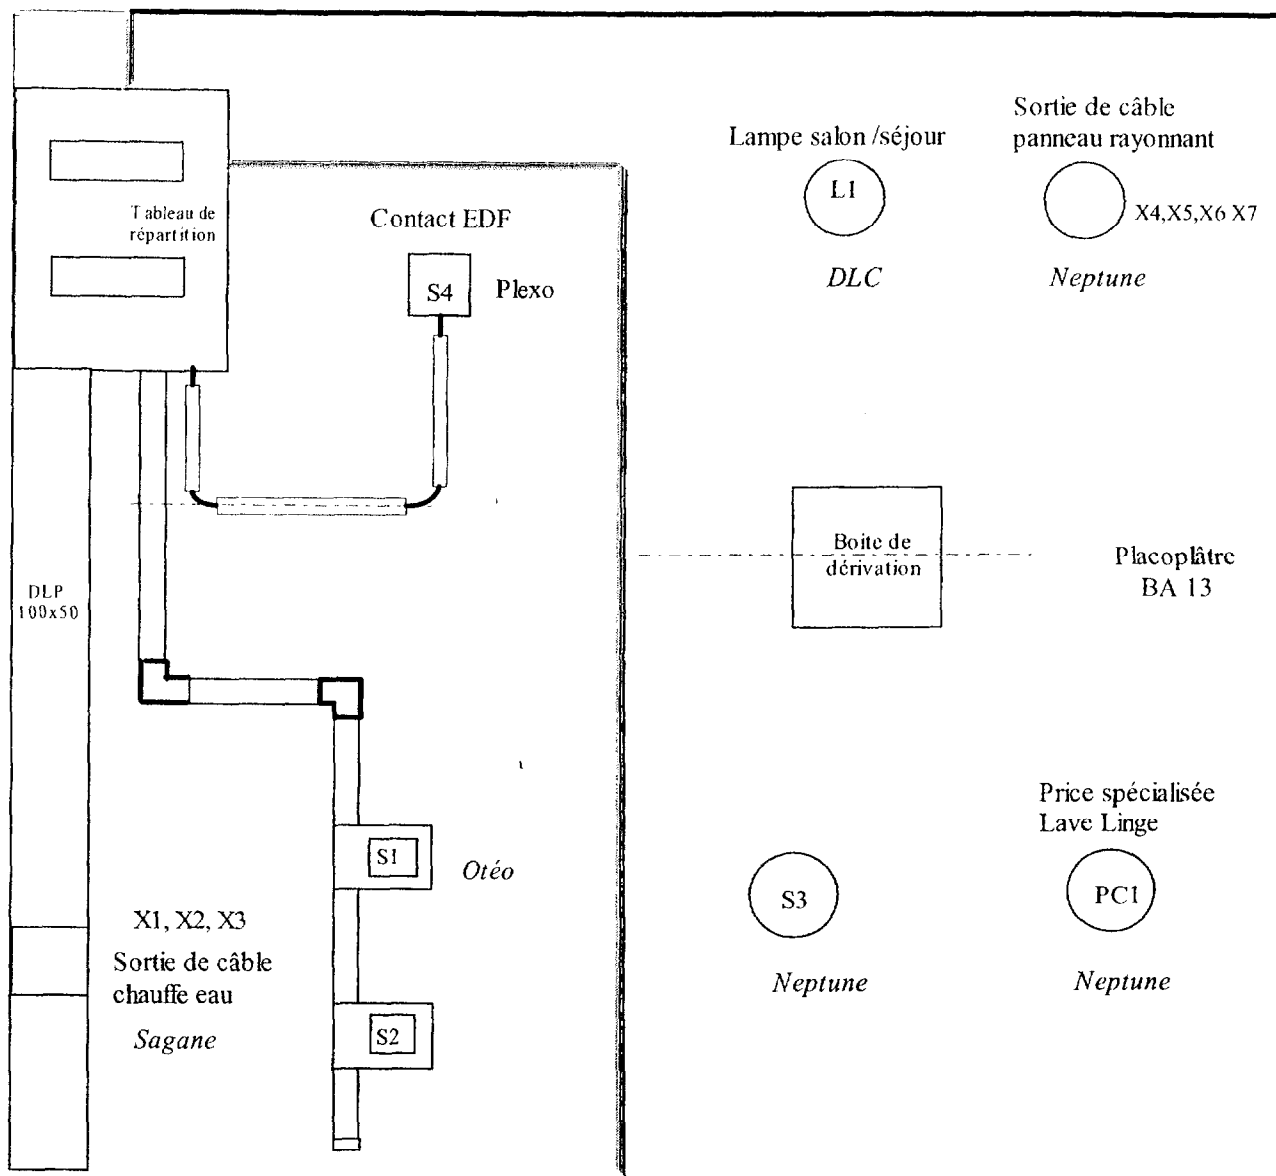 Sortie de câble
panneau rayonnant
Lampe salon /séjour
L1
X4,X5,X6 X7
DLC
Neptune
Tableau de
répartition
Contact EDF
S4
Plexo
Boite de
dérivation
Placoplâtre
BA 13
DLP
100x50
Price spécialisée
Lave Linge
S1
Otéo
S3
PC1
X1, X2, X3
Sortie de câble
chauffe eau
Sagane
S2
Neptune
Neptune